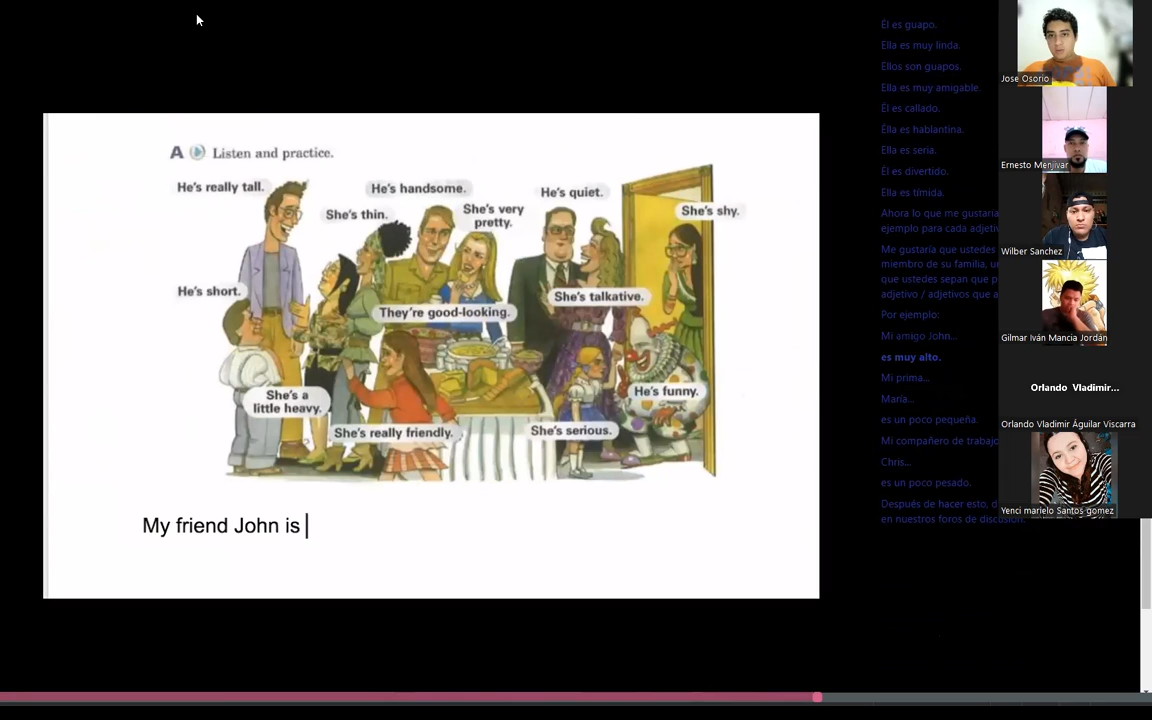 A Listen and practice.
He's really tall.
He's handsome.
He's quiet.
She's thin.
She's very
pretty.
She's shy.
He's short.
She's talkative.
They're good-looking.
She's a
little heavy.
He's funny.
She's really friendly.
She's serious.
My friend John is
Él es guapo.
Ella es muy linda.
Ellos son guapos.
Ella es muy amigable.
Él es callado.
Élla es hablantina.
Ella es seria.
Él es divertido.
Ella es tímida.
Ahora lo que me gustaría
ejemplo para cada
Me gustaría que ustedes
miembro de su familia,
que ustedes sepan que
adjetivo / adjetivos que
Por ejemplo:
Mi amigo John...
es muy alto.
Mi prima...
María...
es un poco pequeña.
Mi compañero de trabajo
Chris...
es un poco pesado.
Después de hacer esto,
en nuestros foros de discusión.
Jose Osorio
Ernesto Menjivar
Wilber Sanchez
Gilmar Iván Mancia Jordán
Orlando Vladimir...
Orlando Vladimir Águilar Viscarra
Yenci marielo Santos gomez